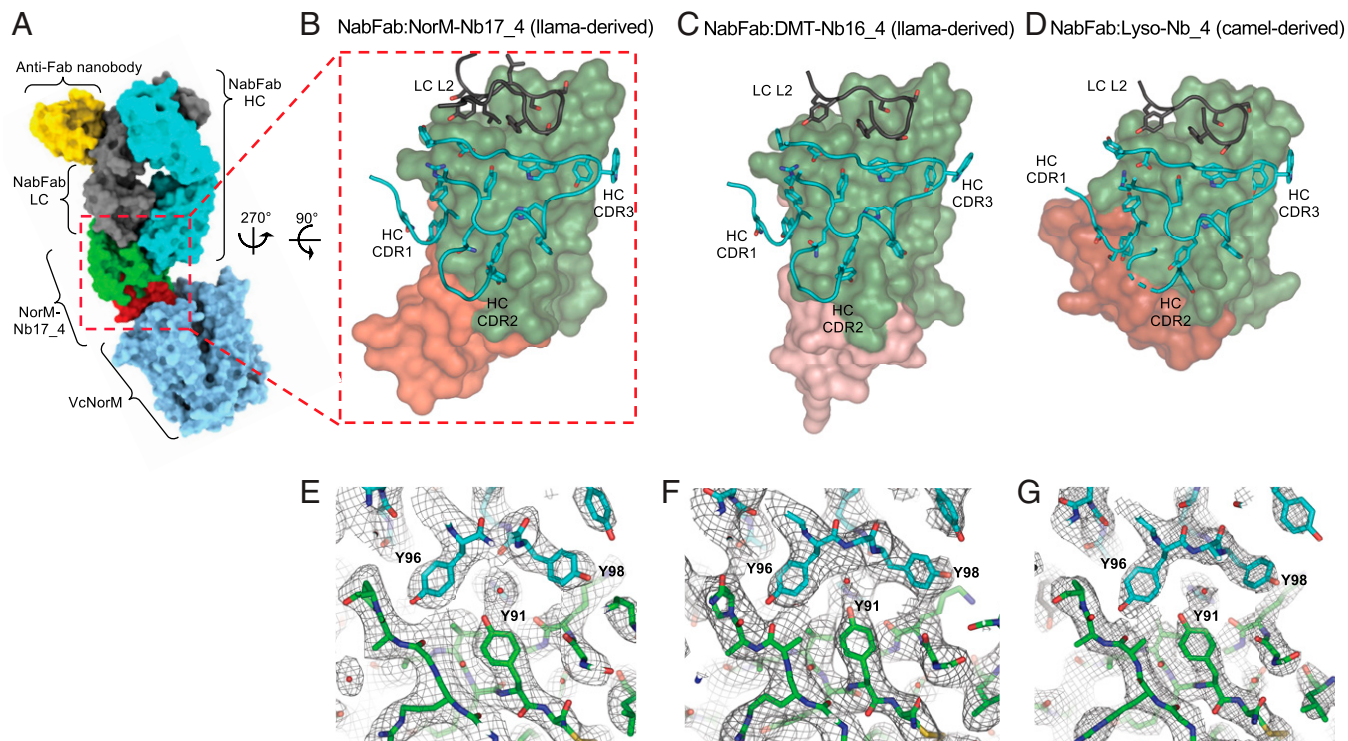 A
Anti-Fab nanobody
NabFab
HC
NabFab
LC
270°
90°
NorM-
Nb17_4
VcNorM
B
NabFab:NorM-Nb17_4 (llama-derived)
LC L2
HC
CDR1
HC
CDR3
HC
CDR2
C
NabFab:DMT-Nb16_4 (llama-derived)
LC L2
HC
CDR1
HC
CDR3
HC
CDR2
D
NabFab:Lyso-Nb_4 (camel-derived)
LC L2
HC
CDR1
HC
CDR3
HC
CDR2
E
Y96
Y98
Y91
F
Y96
Y98
Y91
G
Y96
Y98
Y91